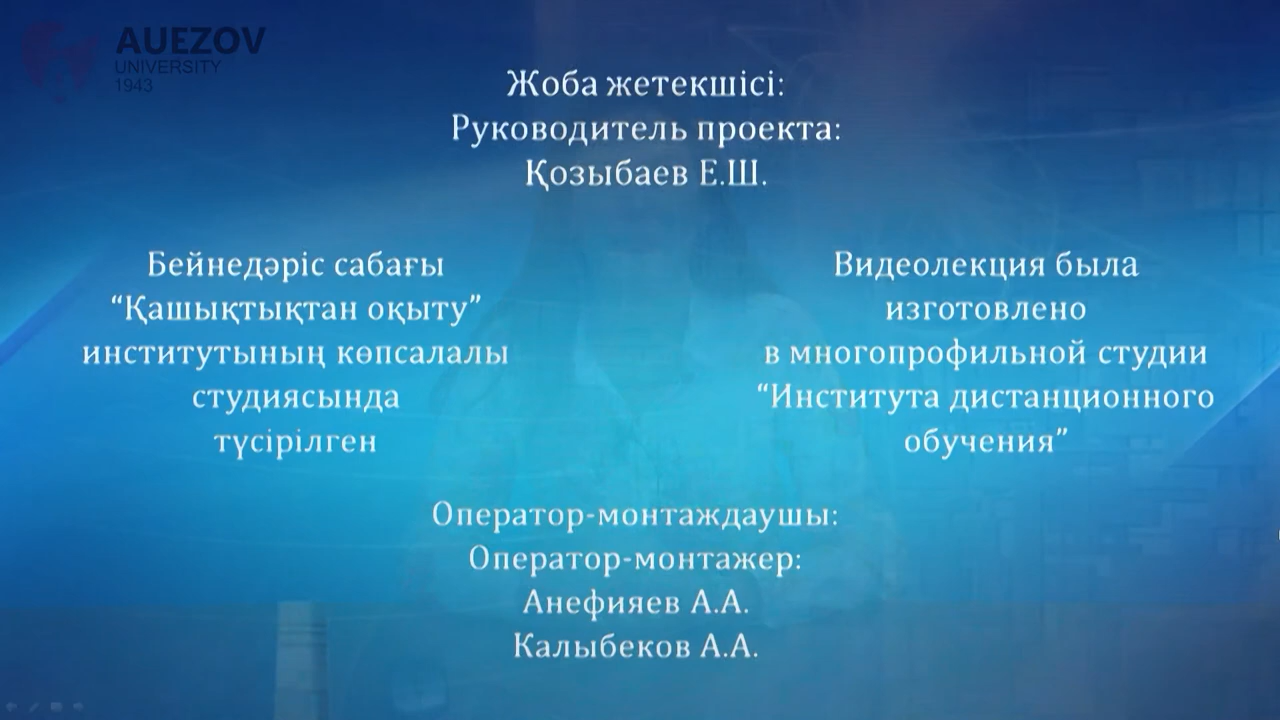 AUEZOV
UNIVERSITY
1943
Жоба жетекшісі:
Руководитель проекта:
Қозыбаев Е.Ш.
Бейнедәріс сабағы
“Қашықтықтан оқыту”
институтының көпсалалы
студиясында
түсірілген
Видеолекция была
изготовлено
в многопрофильной студии
“Института дистанционного
обучения”
Оператор-монтаждаушы:
Оператор-монтажер:
Анефияев А.А.
Калыбеков А.А.